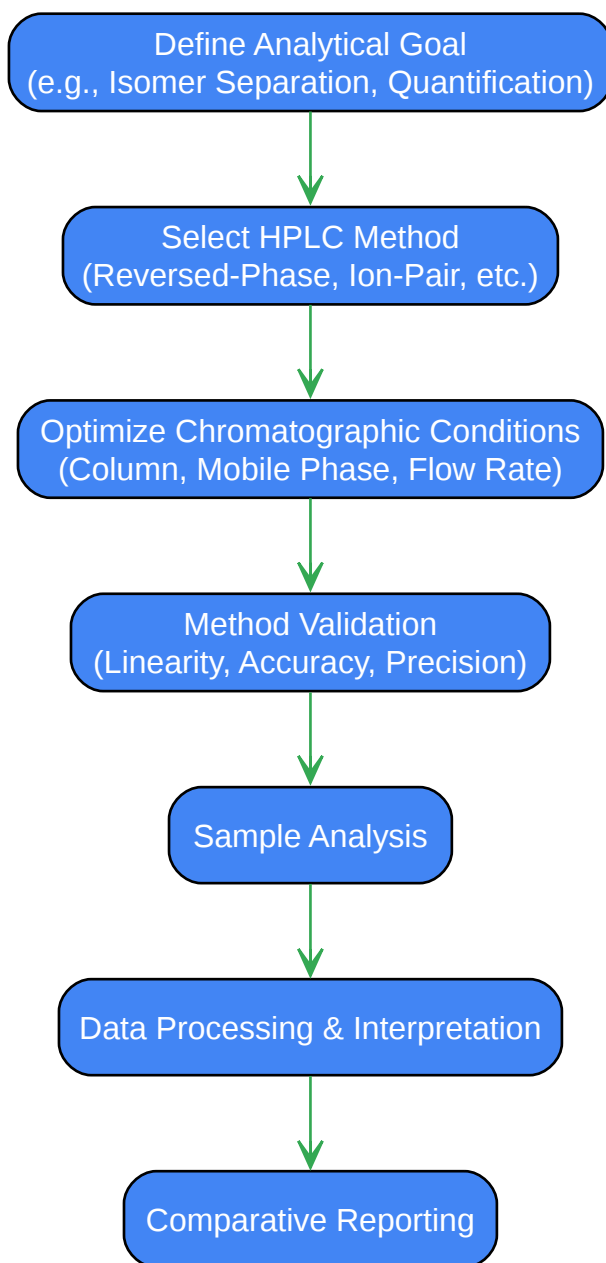 Define Analytical Goal
(e.g., Isomer Separation, Quantification)
Select HPLC Method
(Reversed-Phase, Ion-Pair, etc.)
Optimize Chromatographic Conditions
(Column, Mobile Phase, Flow Rate)
Method Validation
(Linearity, Accuracy, Precision)
Sample Analysis
Data Processing & Interpretation
Comparative Reporting